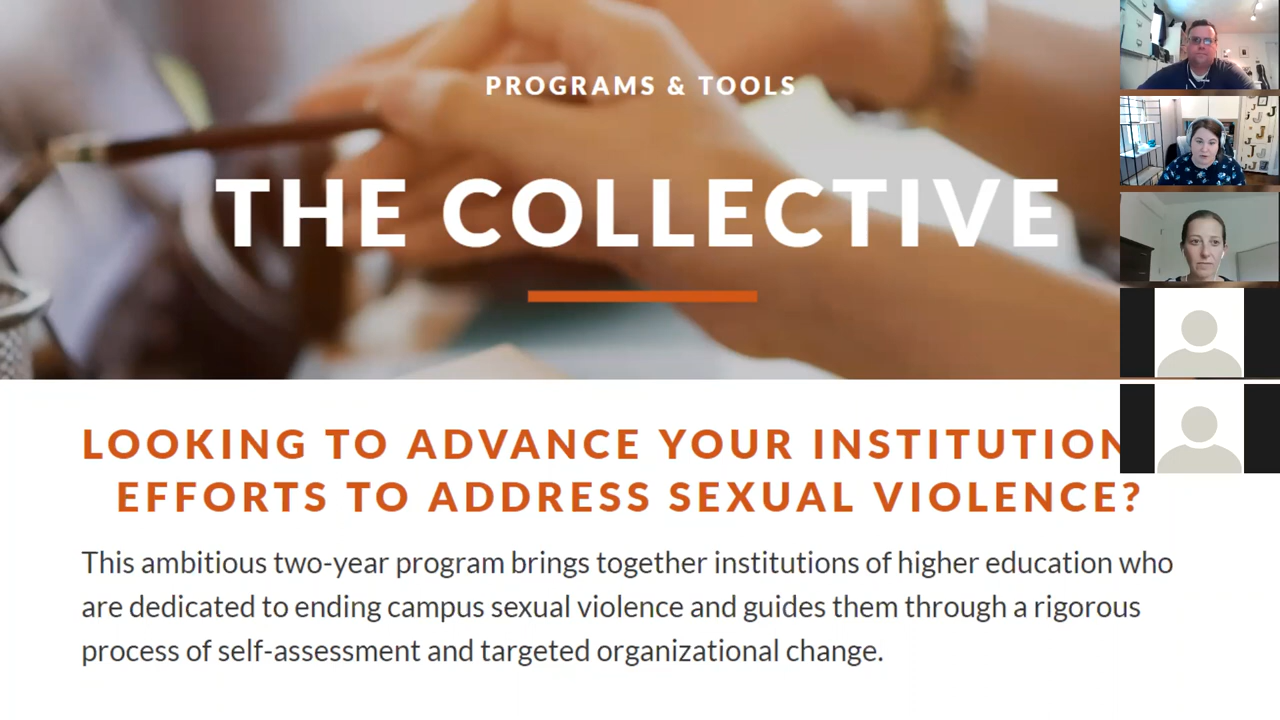 PROGRAMS & TOOLS
THE COLLECTIVE
LOOKING TO ADVANCE YOUR INSTITUTION
EFFORTS TO ADDRESS SEXUAL VIOLENCE?
This ambitious two-year program brings together institutions of higher education who
are dedicated to ending campus sexual violence and guides them through a rigorous
process of self-assessment and targeted organizational change.